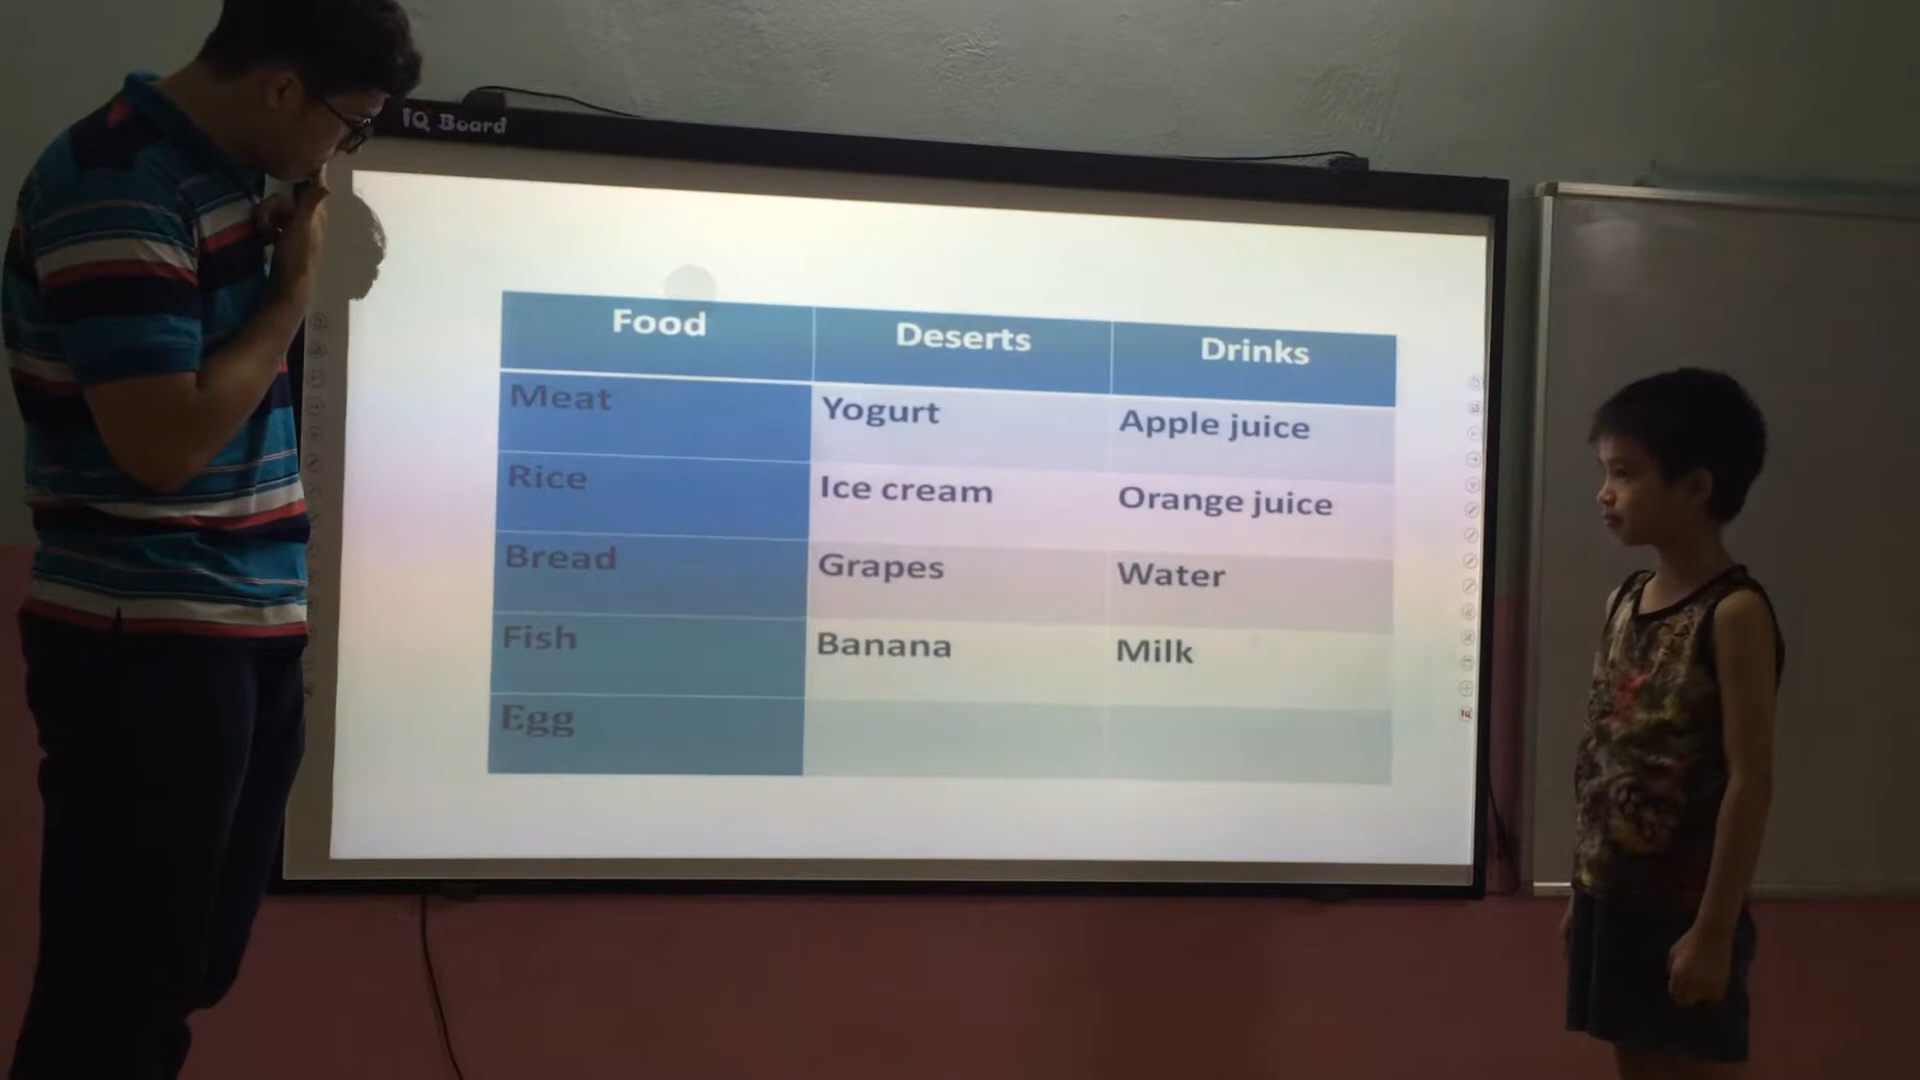 IQ Board
Food Deserts Drinks
Meat Yogurt Apple juice
Rice Ice cream Orange juice
Bread Grapes Water
Fish Banana Milk
Egg